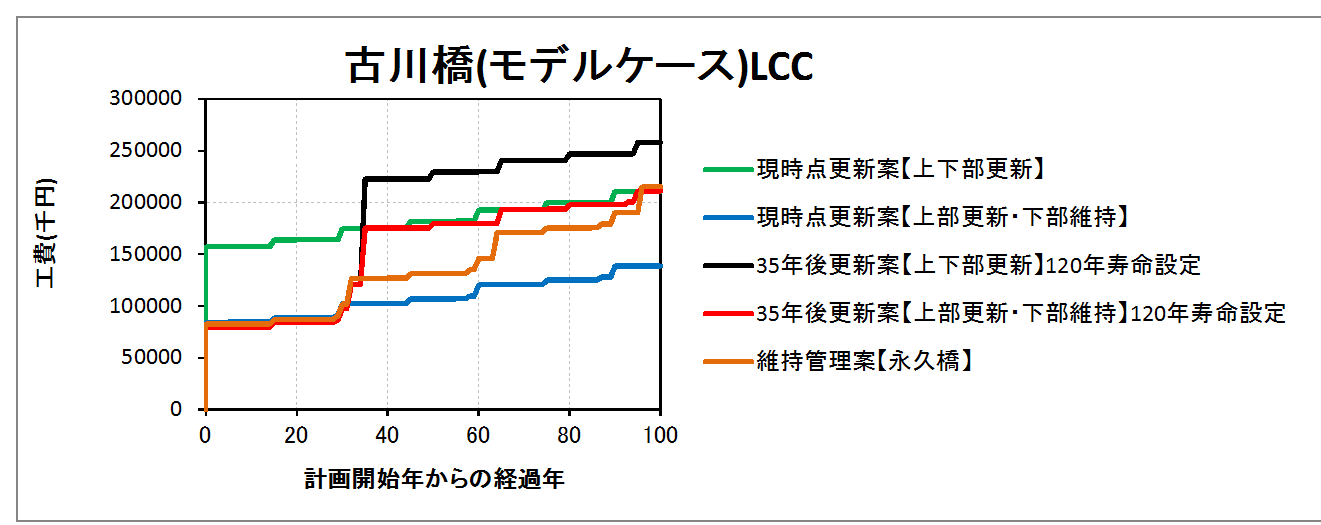 古川橋(モデルケース)LCC
300000
250000
200000
150000
100000
50000
0
工費(千円)
0 20 40 60 80 100
計画開始年からの経過年
現時点更新案【上下部更新】
現時点更新案【上部更新・下部維持】
35年後更新案【上下部更新】120年寿命設定
35年後更新案【上部更新・下部維持】120年寿命設定
維持管理案【永久橋】